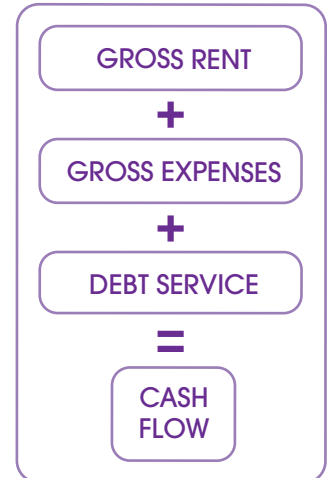 GROSS RENT
+
GROSS EXPENSES
+
DEBT SERVICE
=
CASH
FLOW